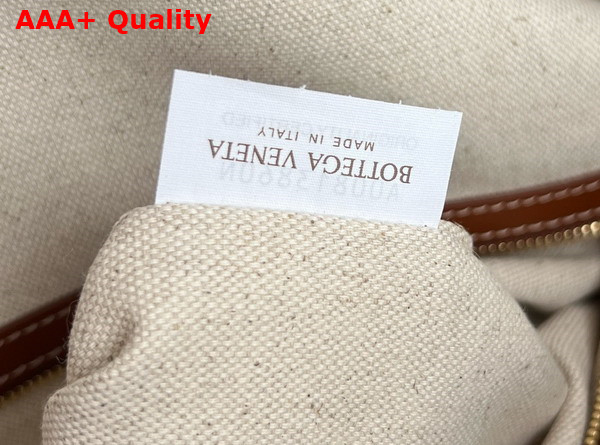 AAA+ Quality
BOTTEGA VENETA
MADE IN ITALY